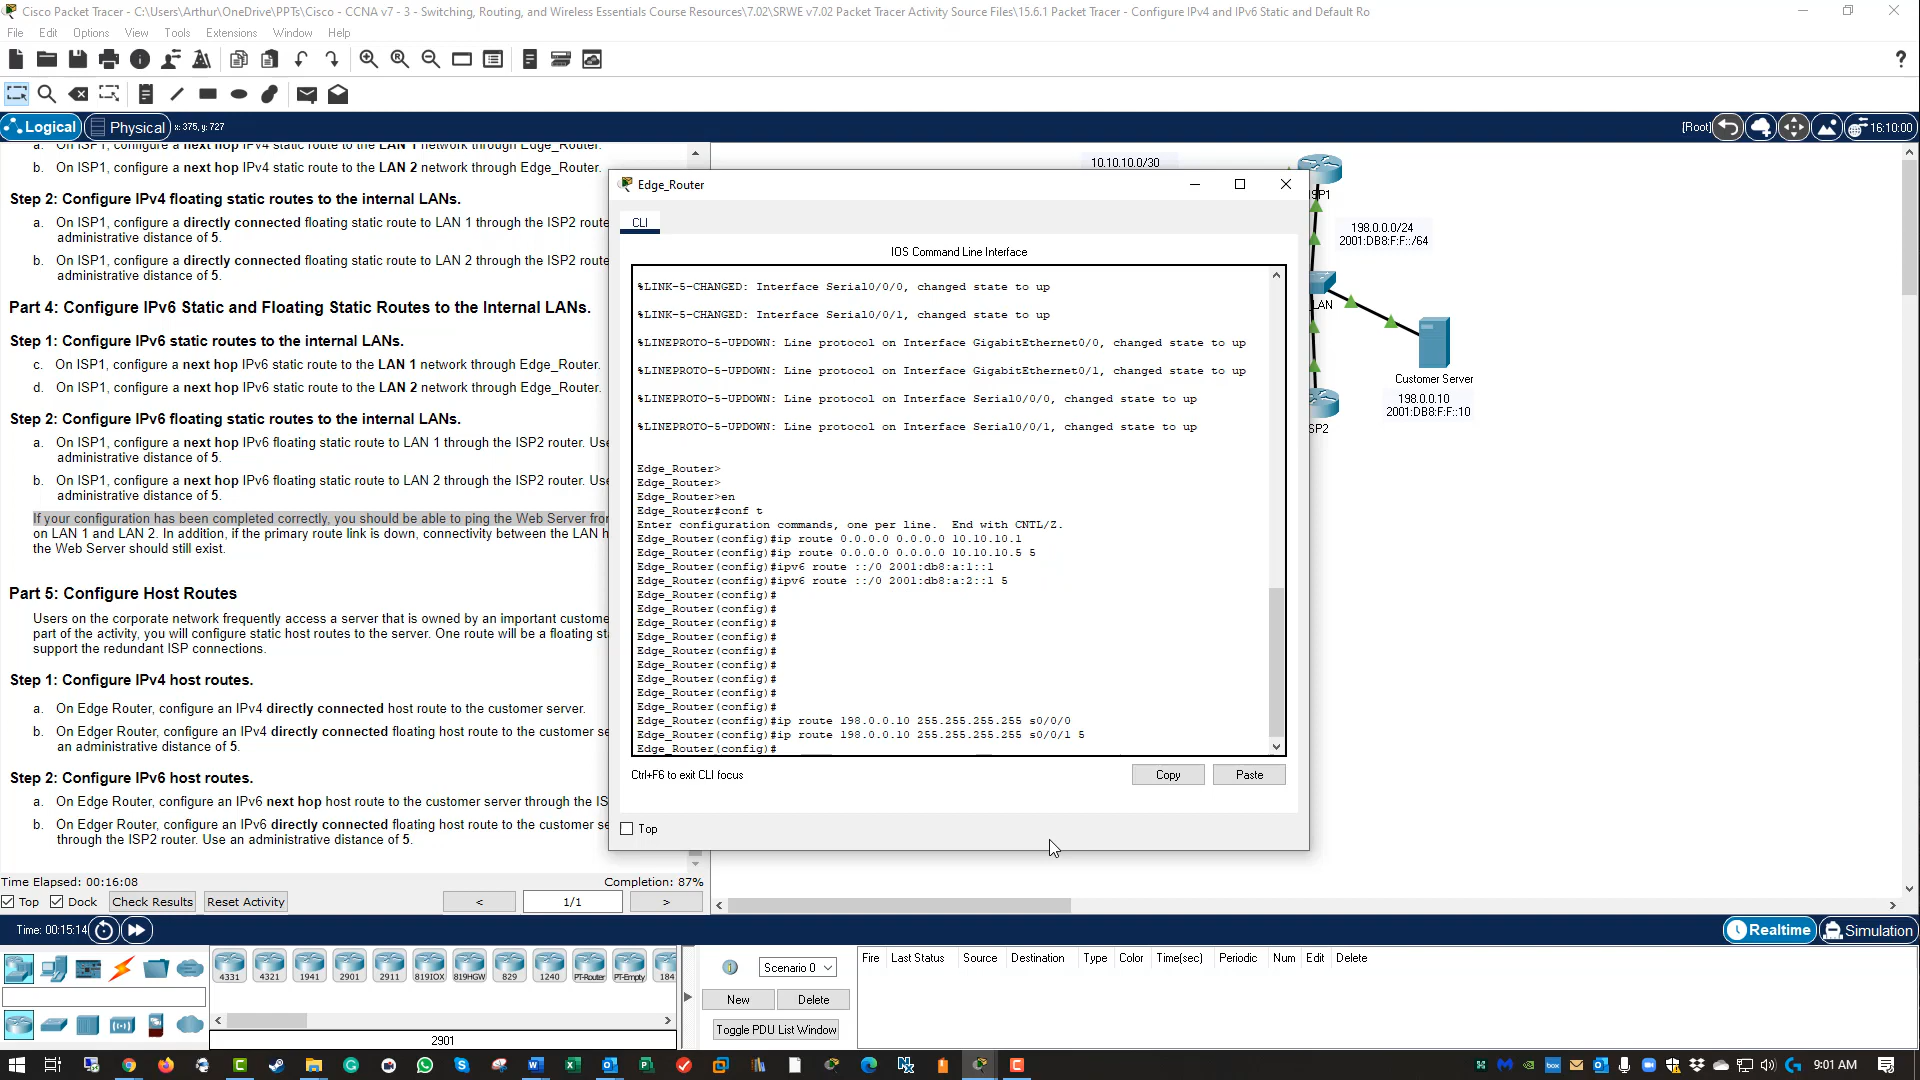 Cisco Packet Tracer - C:\Users\Arthur\OneDrive\PPTs\Cisco - CCNA v7 - 3 - Switching, Routing, and Wireless Essentials Course Resources\7.02\SRWE v7.02 Packet Tracer Activity Source Files\15.6.1 Packet Tracer - Configure IPv4 and IPv6 Static and Default Ro
File Edit Options View Tools Extensions Window Help
Logical Physical x: 375, y: 727
[Root] 16:10:00
a. On ISP1, configure a next hop IPv4 static route to the LAN 1 network through Edge_Router.
b. On ISP1, configure a next hop IPv4 static route to the LAN 2 network through Edge_Router.
Step 2: Configure IPv4 floating static routes to the internal LANs.
a. On ISP1, configure a directly connected floating static route to LAN 1 through the ISP2 route
administrative distance of 5.
b. On ISP1, configure a directly connected floating static route to LAN 2 through the ISP2 route
administrative distance of 5.
Part 4: Configure IPv6 Static and Floating Static Routes to the Internal LANs.
Step 1: Configure IPv6 static routes to the internal LANs.
c. On ISP1, configure a next hop IPv6 static route to the LAN 1 network through Edge_Router.
d. On ISP1, configure a next hop IPv6 static route to the LAN 2 network through Edge_Router.
Step 2: Configure IPv6 floating static routes to the internal LANs.
a. On ISP1, configure a next hop IPv6 floating static route to LAN 1 through the ISP2 router. Use
administrative distance of 5.
b. On ISP1, configure a next hop IPv6 floating static route to LAN 2 through the ISP2 router. Use
administrative distance of 5.
If your configuration has been completed correctly, you should be able to ping the Web Server fro
on LAN 1 and LAN 2. In addition, if the primary route link is down, connectivity between the LAN h
the Web Server should still exist.
Part 5: Configure Host Routes
Users on the corporate network frequently access a server that is owned by an important custome
part of the activity, you will configure static host routes to the server. One route will be a floating st
support the redundant ISP connections.
Step 1: Configure IPv4 host routes.
a. On Edge Router, configure an IPv4 directly connected host route to the customer server.
b. On Edger Router, configure an IPv4 directly connected floating host route to the customer se
an administrative distance of 5.
Step 2: Configure IPv6 host routes.
a. On Edge Router, configure an IPv6 next hop host route to the customer server through the IS
b. On Edger Router, configure an IPv6 directly connected floating host route to the customer se
through the ISP2 router. Use an administrative distance of 5.
Time Elapsed: 00:16:08 Completion: 87%
Top Dock Check Results Reset Activity < 1/1 >
10.10.10.0/30
SP1
198.0.0.0/24
2001:DB8:F:F::/64
LAN
Customer Server
198.0.0.10
2001:DB8:F:F::10
SP2
Edge_Router
CLI
IOS Command Line Interface
%LINK-5-CHANGED: Interface Serial0/0/0, changed state to up
%LINK-5-CHANGED: Interface Serial0/0/1, changed state to up
%LINEPROTO-5-UPDOWN: Line protocol on Interface GigabitEthernet0/0, changed state to up
%LINEPROTO-5-UPDOWN: Line protocol on Interface GigabitEthernet0/1, changed state to up
%LINEPROTO-5-UPDOWN: Line protocol on Interface Serial0/0/0, changed state to up
%LINEPROTO-5-UPDOWN: Line protocol on Interface Serial0/0/1, changed state to up
Edge_Router>
Edge_Router>
Edge_Router>en
Edge_Router#conf t
Enter configuration commands, one per line. End with CNTL/Z.
Edge_Router(config)#ip route 0.0.0.0 0.0.0.0 10.10.10.1
Edge_Router(config)#ip route 0.0.0.0 0.0.0.0 10.10.10.5 5
Edge_Router(config)#ipv6 route ::/0 2001:db8:a:1::1
Edge_Router(config)#ipv6 route ::/0 2001:db8:a:2::1 5
Edge_Router(config)#
Edge_Router(config)#
Edge_Router(config)#
Edge_Router(config)#
Edge_Router(config)#
Edge_Router(config)#
Edge_Router(config)#
Edge_Router(config)#
Edge_Router(config)#
Edge_Router(config)#ip route 198.0.0.10 255.255.255.255 s0/0/0
Edge_Router(config)#ip route 198.0.0.10 255.255.255.255 s0/0/1 5
Edge_Router(config)#
Ctrl+F6 to exit CLI focus Copy Paste
Top
Time: 00:15:14 Realtime Simulation
4331 4321 1941 2901 2911 819IOX 819HGW 829 1240 PT-Router PT-Empty 184
2901
Scenario 0
New Delete
Toggle PDU List Window
Fire Last Status Source Destination Type Color Time(sec) Periodic Num Edit Delete
9:01 AM